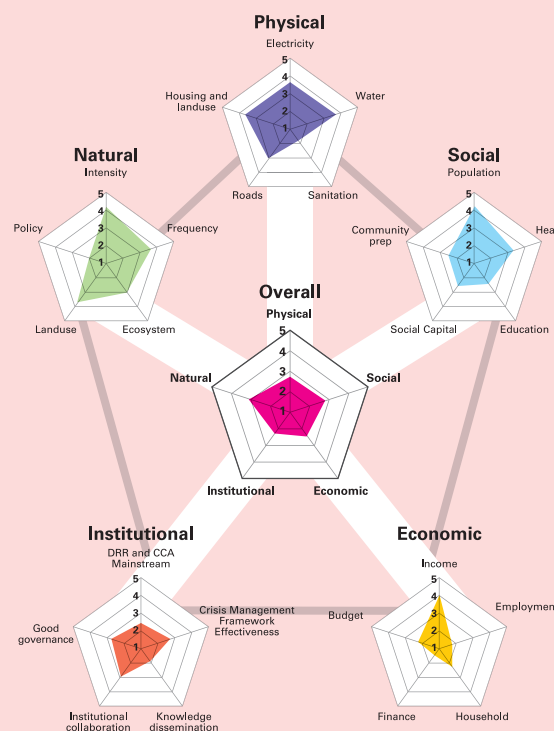 Physical
Electricity
5
4
3
2
1
Housing and
landuse
Water
Roads
Sanitation
Natural
Intensity
5
4
3
2
1
Policy
Frequency
Landuse
Ecosystem
Social
Population
5
4
3
2
1
Community
prep
Hea
Social Capital
Education
Overall
Physical
5
4
3
2
1
Natural
Social
Institutional
Economic
Institutional
DRR and CCA
Mainstream
5
4
3
2
1
Good
governance
Crisis Management
Framework
Effectiveness
Institutional
collaboration
Knowledge
dissemination
Economic
Income
5
4
3
2
1
Budget
Employmen
Finance
Household